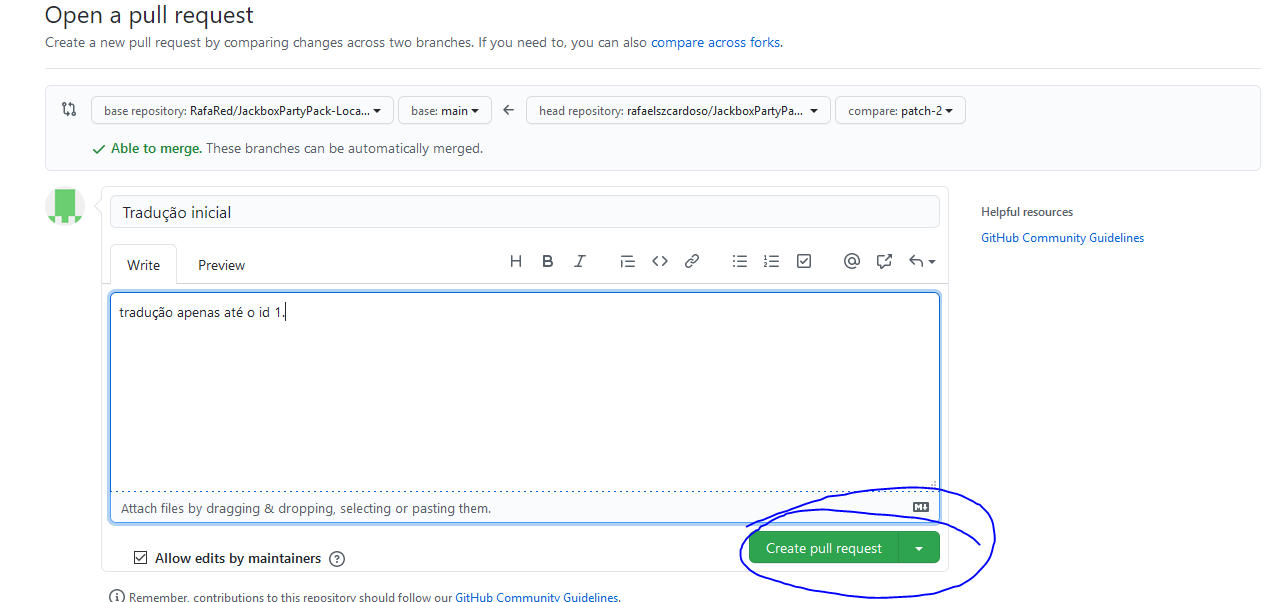 Open a pull request
Create a new pull request by comparing changes across two branches. If you need to, you can also compare across forks.
base repository: RafaRed/JackboxPartyPack-Loca... base: main head repository: rafaelszcardoso/JackboxPartyPa... compare: patch-2
Able to merge. These branches can be automatically merged.
Tradução inicial
Helpful resources
GitHub Community Guidelines
Write Preview H B I
tradução apenas até o id 1.
Attach files by dragging & dropping, selecting or pasting them.
Create pull request
Allow edits by maintainers
Remember, contributions to this repository should follow our GitHub Community Guidelines.